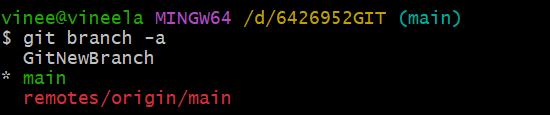 vinee@vineela MINGW64 /d/6426952GIT (main)
$ git branch -a
  GitNewBranch
* main
  remotes/origin/main